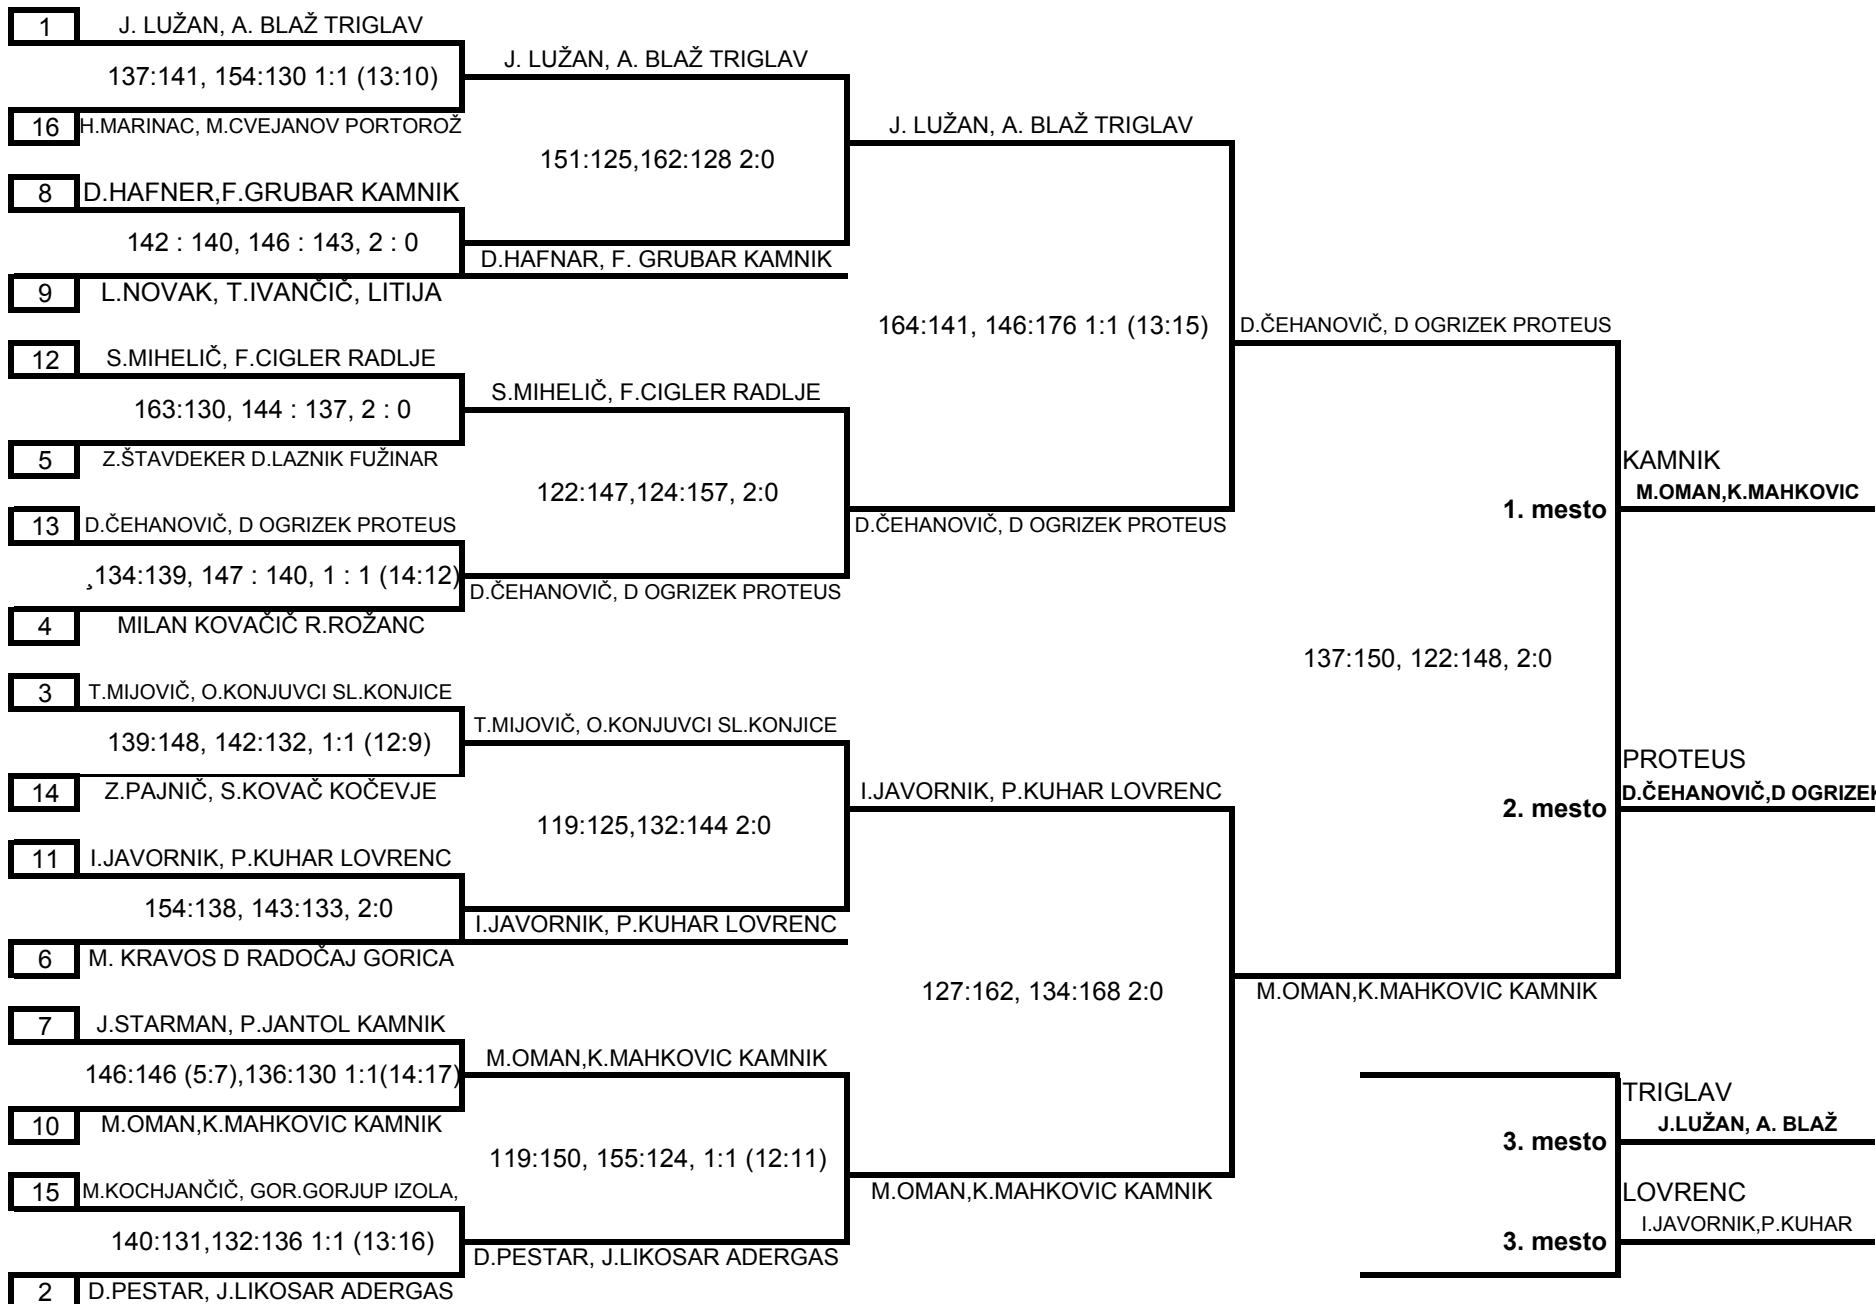 1 J. LUŽAN, A. BLAŽ TRIGLAV
137:141, 154:130 1:1 (13:10)
16 H.MARINAC, M.CVEJANOV PORTOROŽ
8 D.HAFNER,F.GRUBAR KAMNIK
142 : 140, 146 : 143, 2 : 0
9 L.NOVAK, T.IVANČIČ, LITIJA
12 S.MIHELIČ, F.CIGLER RADLJE
163:130, 144 : 137, 2 : 0
5 Z.ŠTAVDEKER D.LAZNIK FUŽINAR
13 D.ČEHANOVIČ, D OGRIZEK PROTEUS
¸134:139, 147 : 140, 1 : 1 (14:12)
4 MILAN KOVAČIČ R.ROŽANC
3 T.MIJOVIČ, O.KONJUVCI SL.KONJICE
139:148, 142:132, 1:1 (12:9)
14 Z.PAJNIČ, S.KOVAČ KOČEVJE
11 I.JAVORNIK, P.KUHAR LOVRENC
154:138, 143:133, 2:0
6 M. KRAVOS D RADOČAJ GORICA
7 J.STARMAN, P.JANTOL KAMNIK
146:146 (5:7),136:130 1:1(14:17)
10 M.OMAN,K.MAHKOVIC KAMNIK
15 M.KOCHJANČIČ, GOR.GORJUP IZOLA,
140:131,132:136 1:1 (13:16)
2 D.PESTAR, J.LIKOSAR ADERGAS
J. LUŽAN, A. BLAŽ TRIGLAV
151:125,162:128 2:0
D.HAFNAR, F. GRUBAR KAMNIK
S.MIHELIČ, F.CIGLER RADLJE
122:147,124:157, 2:0
D.ČEHANOVIČ, D OGRIZEK PROTEUS
T.MIJOVIČ, O.KONJUVCI SL.KONJICE
119:125,132:144 2:0
I.JAVORNIK, P.KUHAR LOVRENC
M.OMAN,K.MAHKOVIC KAMNIK
119:150, 155:124, 1:1 (12:11)
D.PESTAR, J.LIKOSAR ADERGAS
J. LUŽAN, A. BLAŽ TRIGLAV
164:141, 146:176 1:1 (13:15)
D.ČEHANOVIČ, D OGRIZEK PROTEUS
I.JAVORNIK, P.KUHAR LOVRENC
127:162, 134:168 2:0
M.OMAN,K.MAHKOVIC KAMNIK
D.ČEHANOVIČ, D OGRIZEK PROTEUS
137:150, 122:148, 2:0
M.OMAN,K.MAHKOVIC KAMNIK
KAMNIK
M.OMAN,K.MAHKOVIC
1. mesto
PROTEUS
D.ČEHANOVIČ,D OGRIZEK
2. mesto
TRIGLAV
J.LUŽAN, A. BLAŽ
3. mesto
LOVRENC
I.JAVORNIK,P.KUHAR
3. mesto